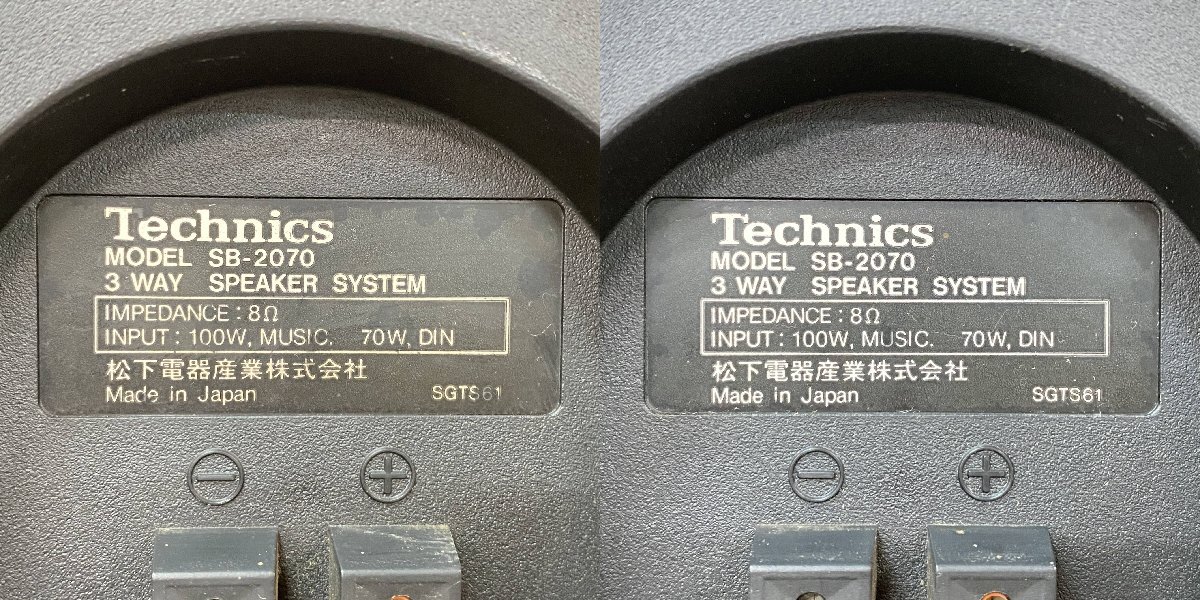 Technics
MODEL SB-2070
3 WAY SPEAKER SYSTEM
IMPEDANCE : 8Ω
INPUT : 100W, MUSIC. 70W, DIN
松下電器産業株式会社
Made in Japan SGTS61
Technics
MODEL SB-2070
3 WAY SPEAKER SYSTEM
IMPEDANCE : 8Ω
INPUT : 100W, MUSIC. 70W, DIN
松下電器産業株式会社
Made in Japan SGTS61
− +
− +